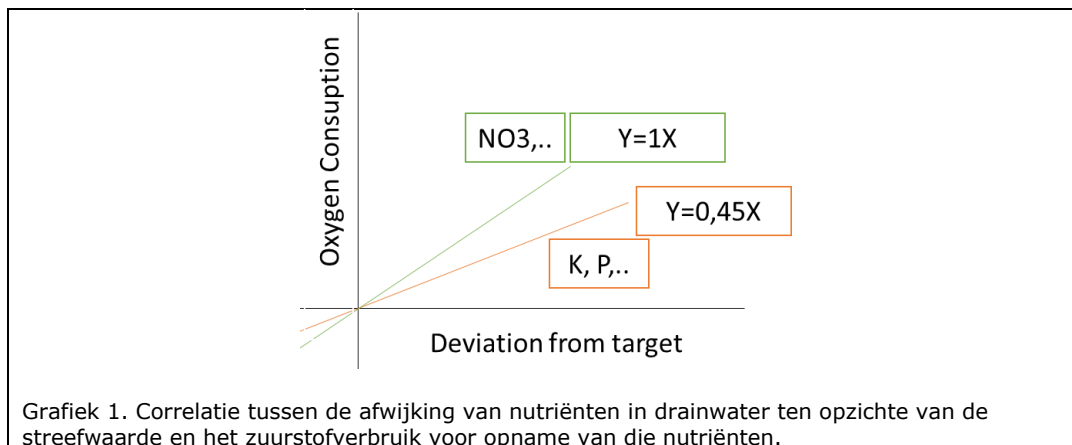 Oxygen Consuption
NO3,..
Y=1X
Y=0,45X
K, P,..
Deviation from target
Grafiek 1. Correlatie tussen de afwijking van nutriënten in drainwater ten opzichte van de
streefwaarde en het zuurstofverbruik voor opname van die nutriënten.